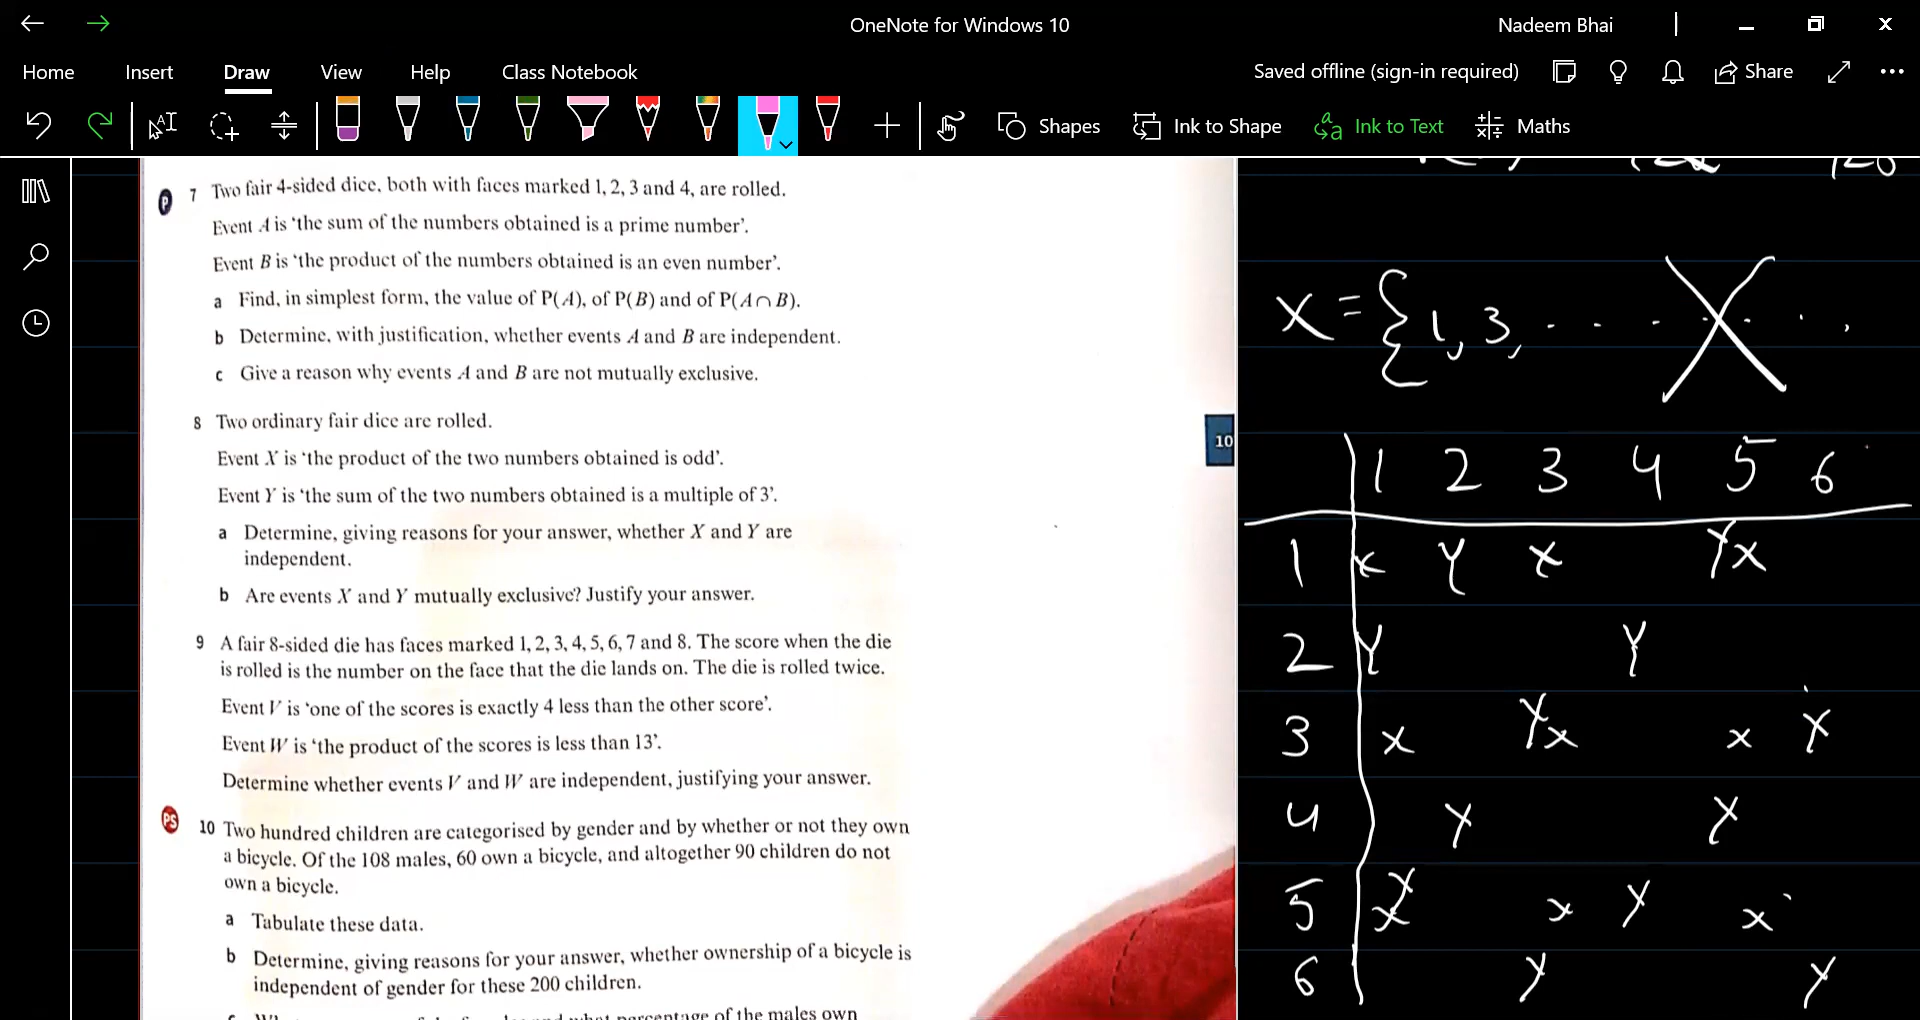 OneNote for Windows 10
Nadeem Bhai
Home Insert Draw View Help Class Notebook
Saved offline (sign-in required) Share
Shapes Ink to Shape Ink to Text Maths
P 7 Two fair 4-sided dice, both with faces marked 1, 2, 3 and 4, are rolled.
Event A is ‘the sum of the numbers obtained is a prime number’.
Event B is ‘the product of the numbers obtained is an even number’.
a Find, in simplest form, the value of P(A), of P(B) and of P(A∩B).
b Determine, with justification, whether events A and B are independent.
c Give a reason why events A and B are not mutually exclusive.
8 Two ordinary fair dice are rolled.
Event X is ‘the product of the two numbers obtained is odd’.
Event Y is ‘the sum of the two numbers obtained is a multiple of 3’.
a Determine, giving reasons for your answer, whether X and Y are
independent.
b Are events X and Y mutually exclusive? Justify your answer.
9 A fair 8-sided die has faces marked 1, 2, 3, 4, 5, 6, 7 and 8. The score when the die
is rolled is the number on the face that the die lands on. The die is rolled twice.
Event V is ‘one of the scores is exactly 4 less than the other score’.
Event W is ‘the product of the scores is less than 13’.
Determine whether events V and W are independent, justifying your answer.
PS 10 Two hundred children are categorised by gender and by whether or not they own
a bicycle. Of the 108 males, 60 own a bicycle, and altogether 90 children do not
own a bicycle.
a Tabulate these data.
b Determine, giving reasons for your answer, whether ownership of a bicycle is
independent of gender for these 200 children.
percentage of the males own
10
X = { 1, 3, . . . . . . .
1 2 3 4 5 6
1 x Y x Yx
2 Y Y
3 x Yx x Y
4 Y Y
5 Yx x Y x
6 Y Y